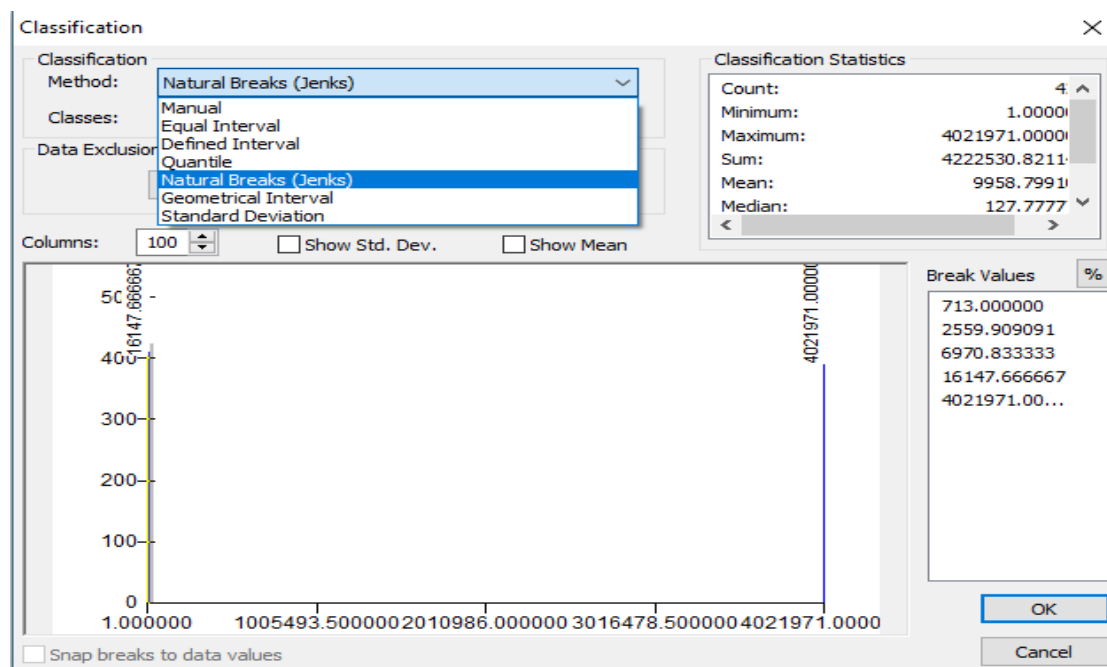 Classification
Classification
Method: Natural Breaks (Jenks)
Classes:
Manual
Equal Interval
Defined Interval
Quantile
Natural Breaks (Jenks)
Geometrical Interval
Standard Deviation
Data Exclusion
Classification Statistics
Count: 4
Minimum: 1.0000
Maximum: 4021971.0000
Sum: 4222530.8211
Mean: 9958.7991
Median: 127.7777
Columns: 100 Show Std. Dev. Show Mean
Break Values %
713.000000
2559.909091
6970.833333
16147.666667
4021971.00...
16147.666667
4021971.00000
400
300
200
100
0
1.000000 1005493.500000 2010986.000000 3016478.500000 4021971.0000
Snap breaks to data values
OK
Cancel